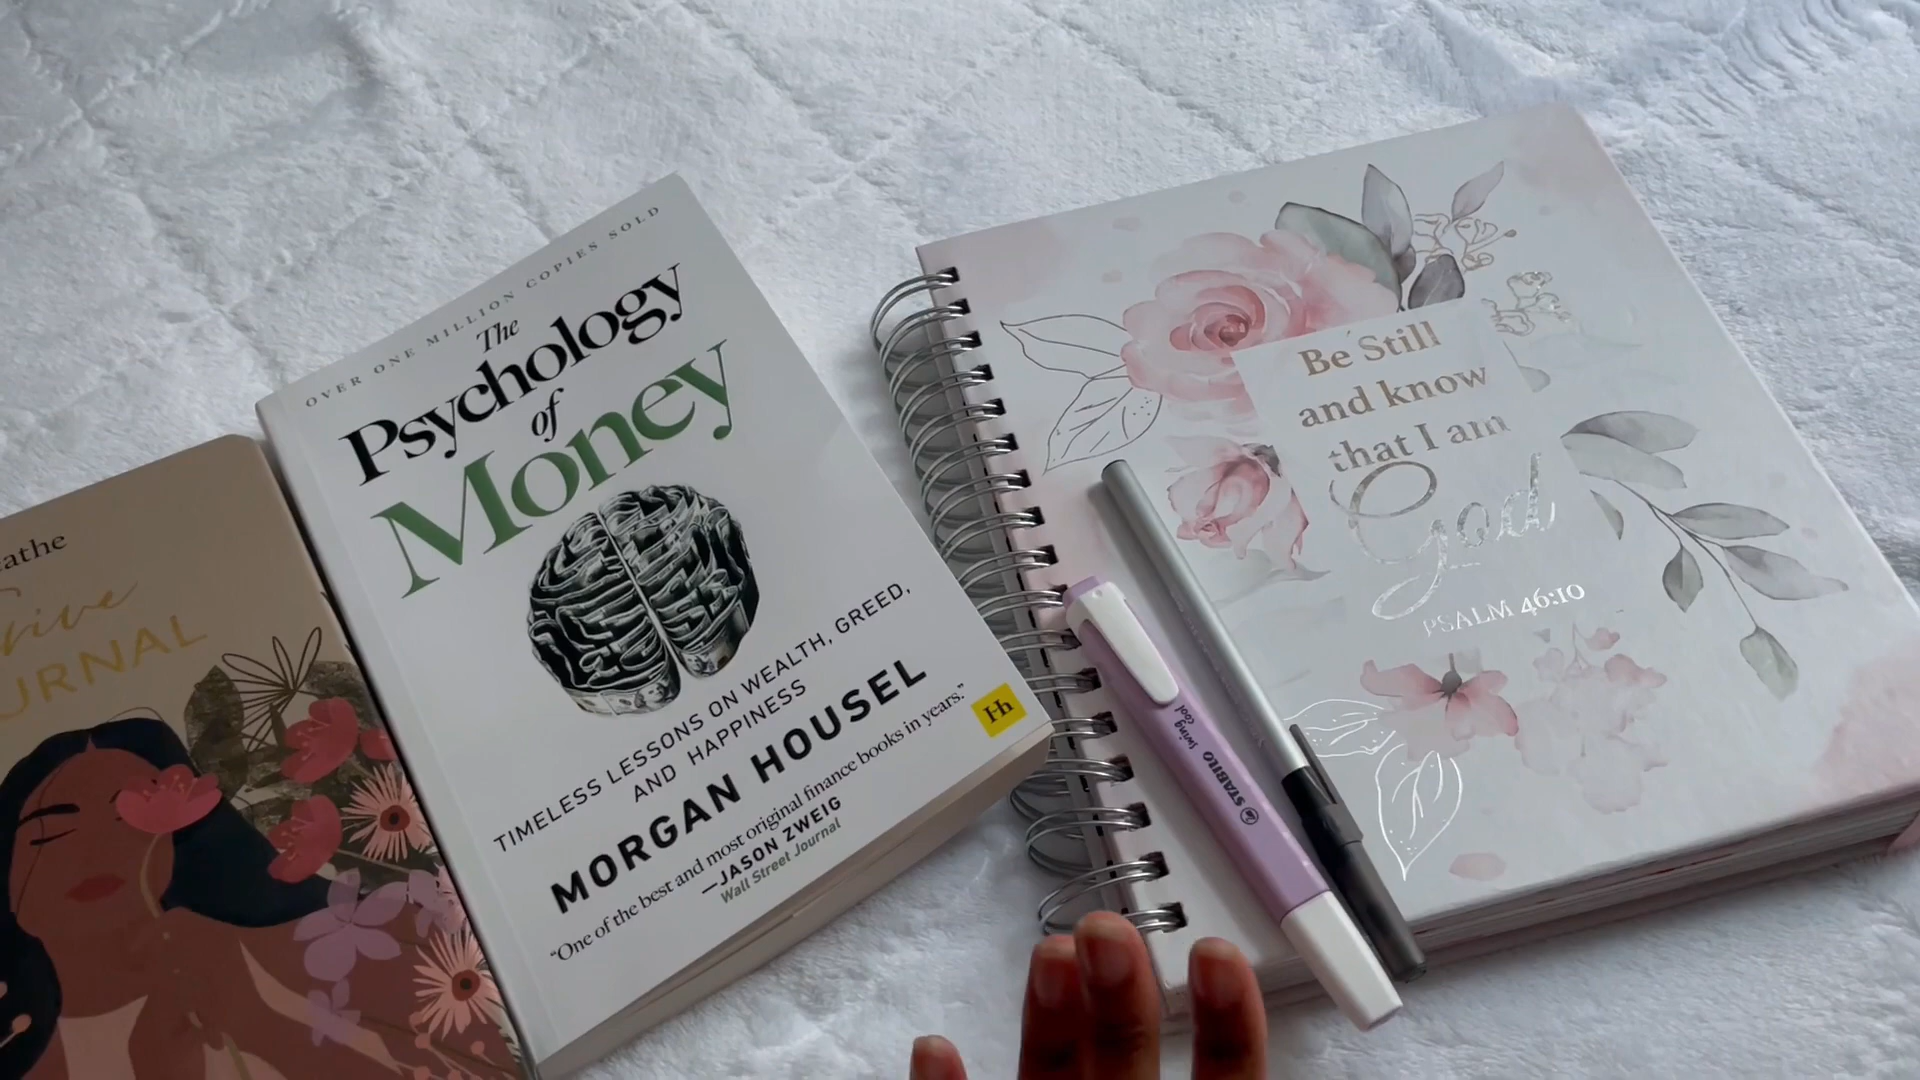 OVER ONE MILLION COPIES SOLD
The
Psychology
of
Money
TIMELESS LESSONS ON WEALTH, GREED,
AND HAPPINESS
MORGAN HOUSEL
“One of the best and most original finance books in years.”
—JASON ZWEIG
Wall Street Journal
Hh
Be Still
and know
that I am
God
PSALM 46:10
STABILO swing cool